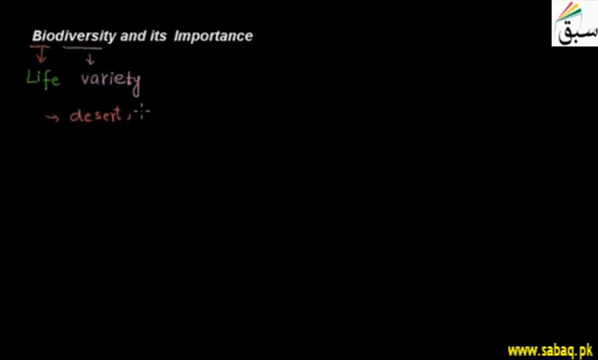 Biodiversity and its Importance
سبق
Life variety
→ desert,
www.sabaq.pk